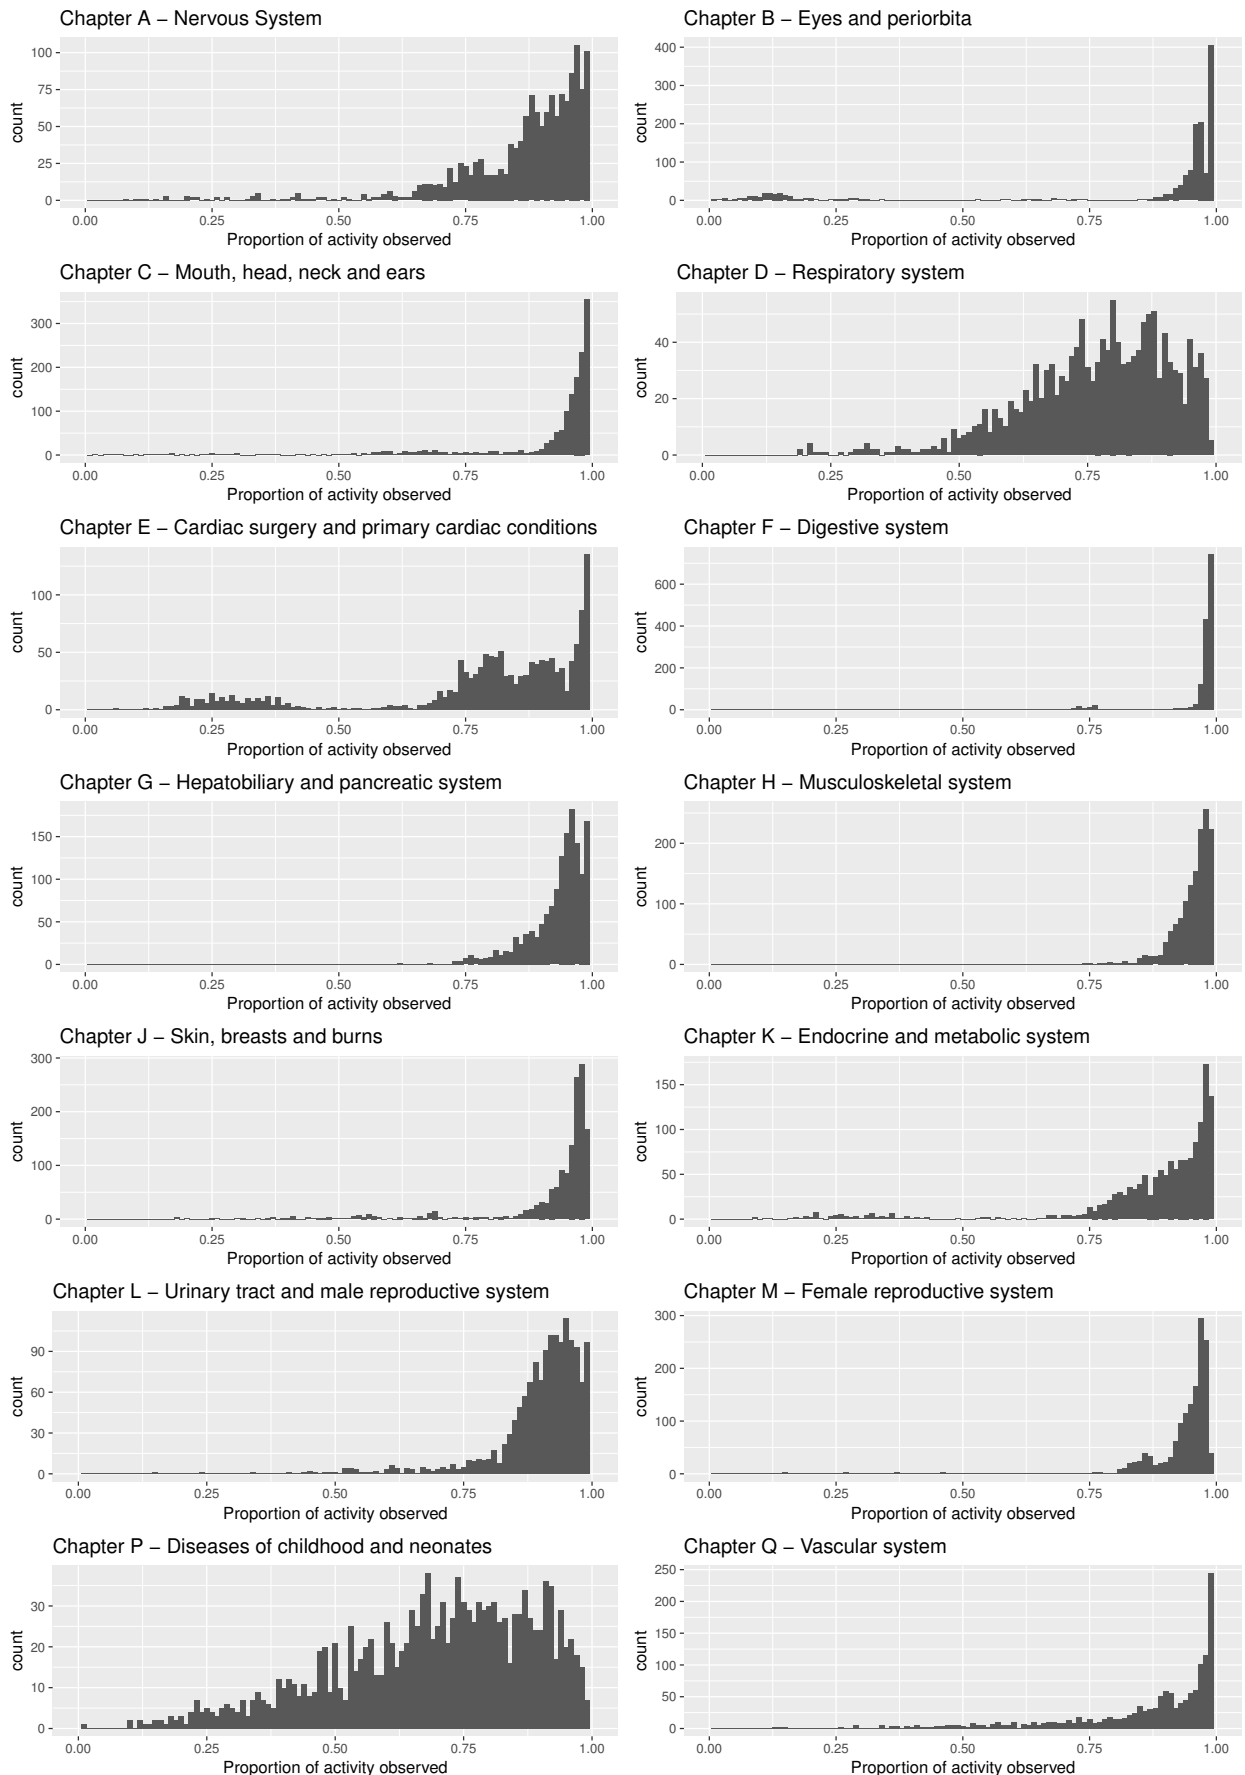 Chapter A – Nervous System
100
75
50
25
0
count
0.00 0.25 0.50 0.75 1.00
Proportion of activity observed
Chapter B – Eyes and periorbita
400
300
200
100
0
count
0.00 0.25 0.50 0.75 1.00
Proportion of activity observed
Chapter C – Mouth, head, neck and ears
300
200
100
0
count
0.00 0.25 0.50 0.75 1.00
Proportion of activity observed
Chapter D – Respiratory system
40
20
0
count
0.00 0.25 0.50 0.75 1.00
Proportion of activity observed
Chapter E – Cardiac surgery and primary cardiac conditions
100
50
0
count
0.00 0.25 0.50 0.75 1.00
Proportion of activity observed
Chapter F – Digestive system
600
400
200
0
count
0.00 0.25 0.50 0.75 1.00
Proportion of activity observed
Chapter G – Hepatobiliary and pancreatic system
150
100
50
0
count
0.00 0.25 0.50 0.75 1.00
Proportion of activity observed
Chapter H – Musculoskeletal system
200
100
0
count
0.00 0.25 0.50 0.75 1.00
Proportion of activity observed
Chapter J – Skin, breasts and burns
300
200
100
0
count
0.00 0.25 0.50 0.75 1.00
Proportion of activity observed
Chapter K – Endocrine and metabolic system
150
100
50
0
count
0.00 0.25 0.50 0.75 1.00
Proportion of activity observed
Chapter L – Urinary tract and male reproductive system
90
60
30
0
count
0.00 0.25 0.50 0.75 1.00
Proportion of activity observed
Chapter M – Female reproductive system
300
200
100
0
count
0.00 0.25 0.50 0.75 1.00
Proportion of activity observed
Chapter P – Diseases of childhood and neonates
30
20
10
0
count
0.00 0.25 0.50 0.75 1.00
Proportion of activity observed
Chapter Q – Vascular system
250
200
150
100
50
0
count
0.00 0.25 0.50 0.75 1.00
Proportion of activity observed